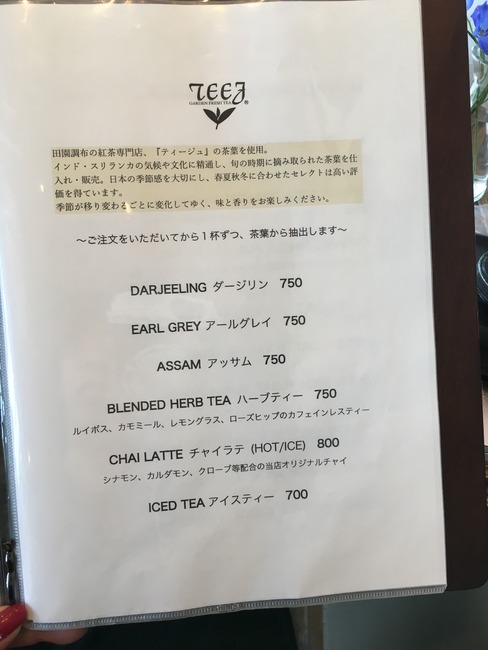 TEEJ
GARDEN FRESH TEA ®
田園調布の紅茶専門店、『ティージュ』の茶葉を使用。
インド・スリランカの気候や文化に精通し、旬の時期に摘み取られた茶葉を仕
入れ・販売。日本の季節感を大切にし、春夏秋冬に合わせたセレクトは高い評
価を得ています。
季節が移り変わるごとに変化してゆく、味と香りをお楽しみください。
～ご注文をいただいてから１杯ずつ、茶葉から抽出します～
DARJEELING ダージリン 750
EARL GREY アールグレイ 750
ASSAM アッサム 750
BLENDED HERB TEA ハーブティー 750
ルイボス、カモミール、レモングラス、ローズヒップのカフェインレスティー
CHAI LATTE チャイラテ (HOT/ICE) 800
シナモン、カルダモン、クローブ等配合の当店オリジナルチャイ
ICED TEA アイスティー 700